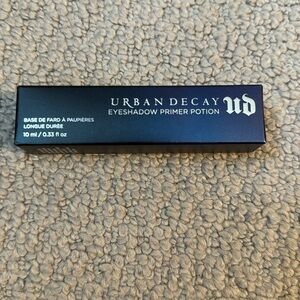 URBAN DECAY
EYESHADOW PRIMER POTION
UD
BASE DE FARD À PAUPIÈRES
LONGUE DURÉE
10 ml / 0.33 fl oz